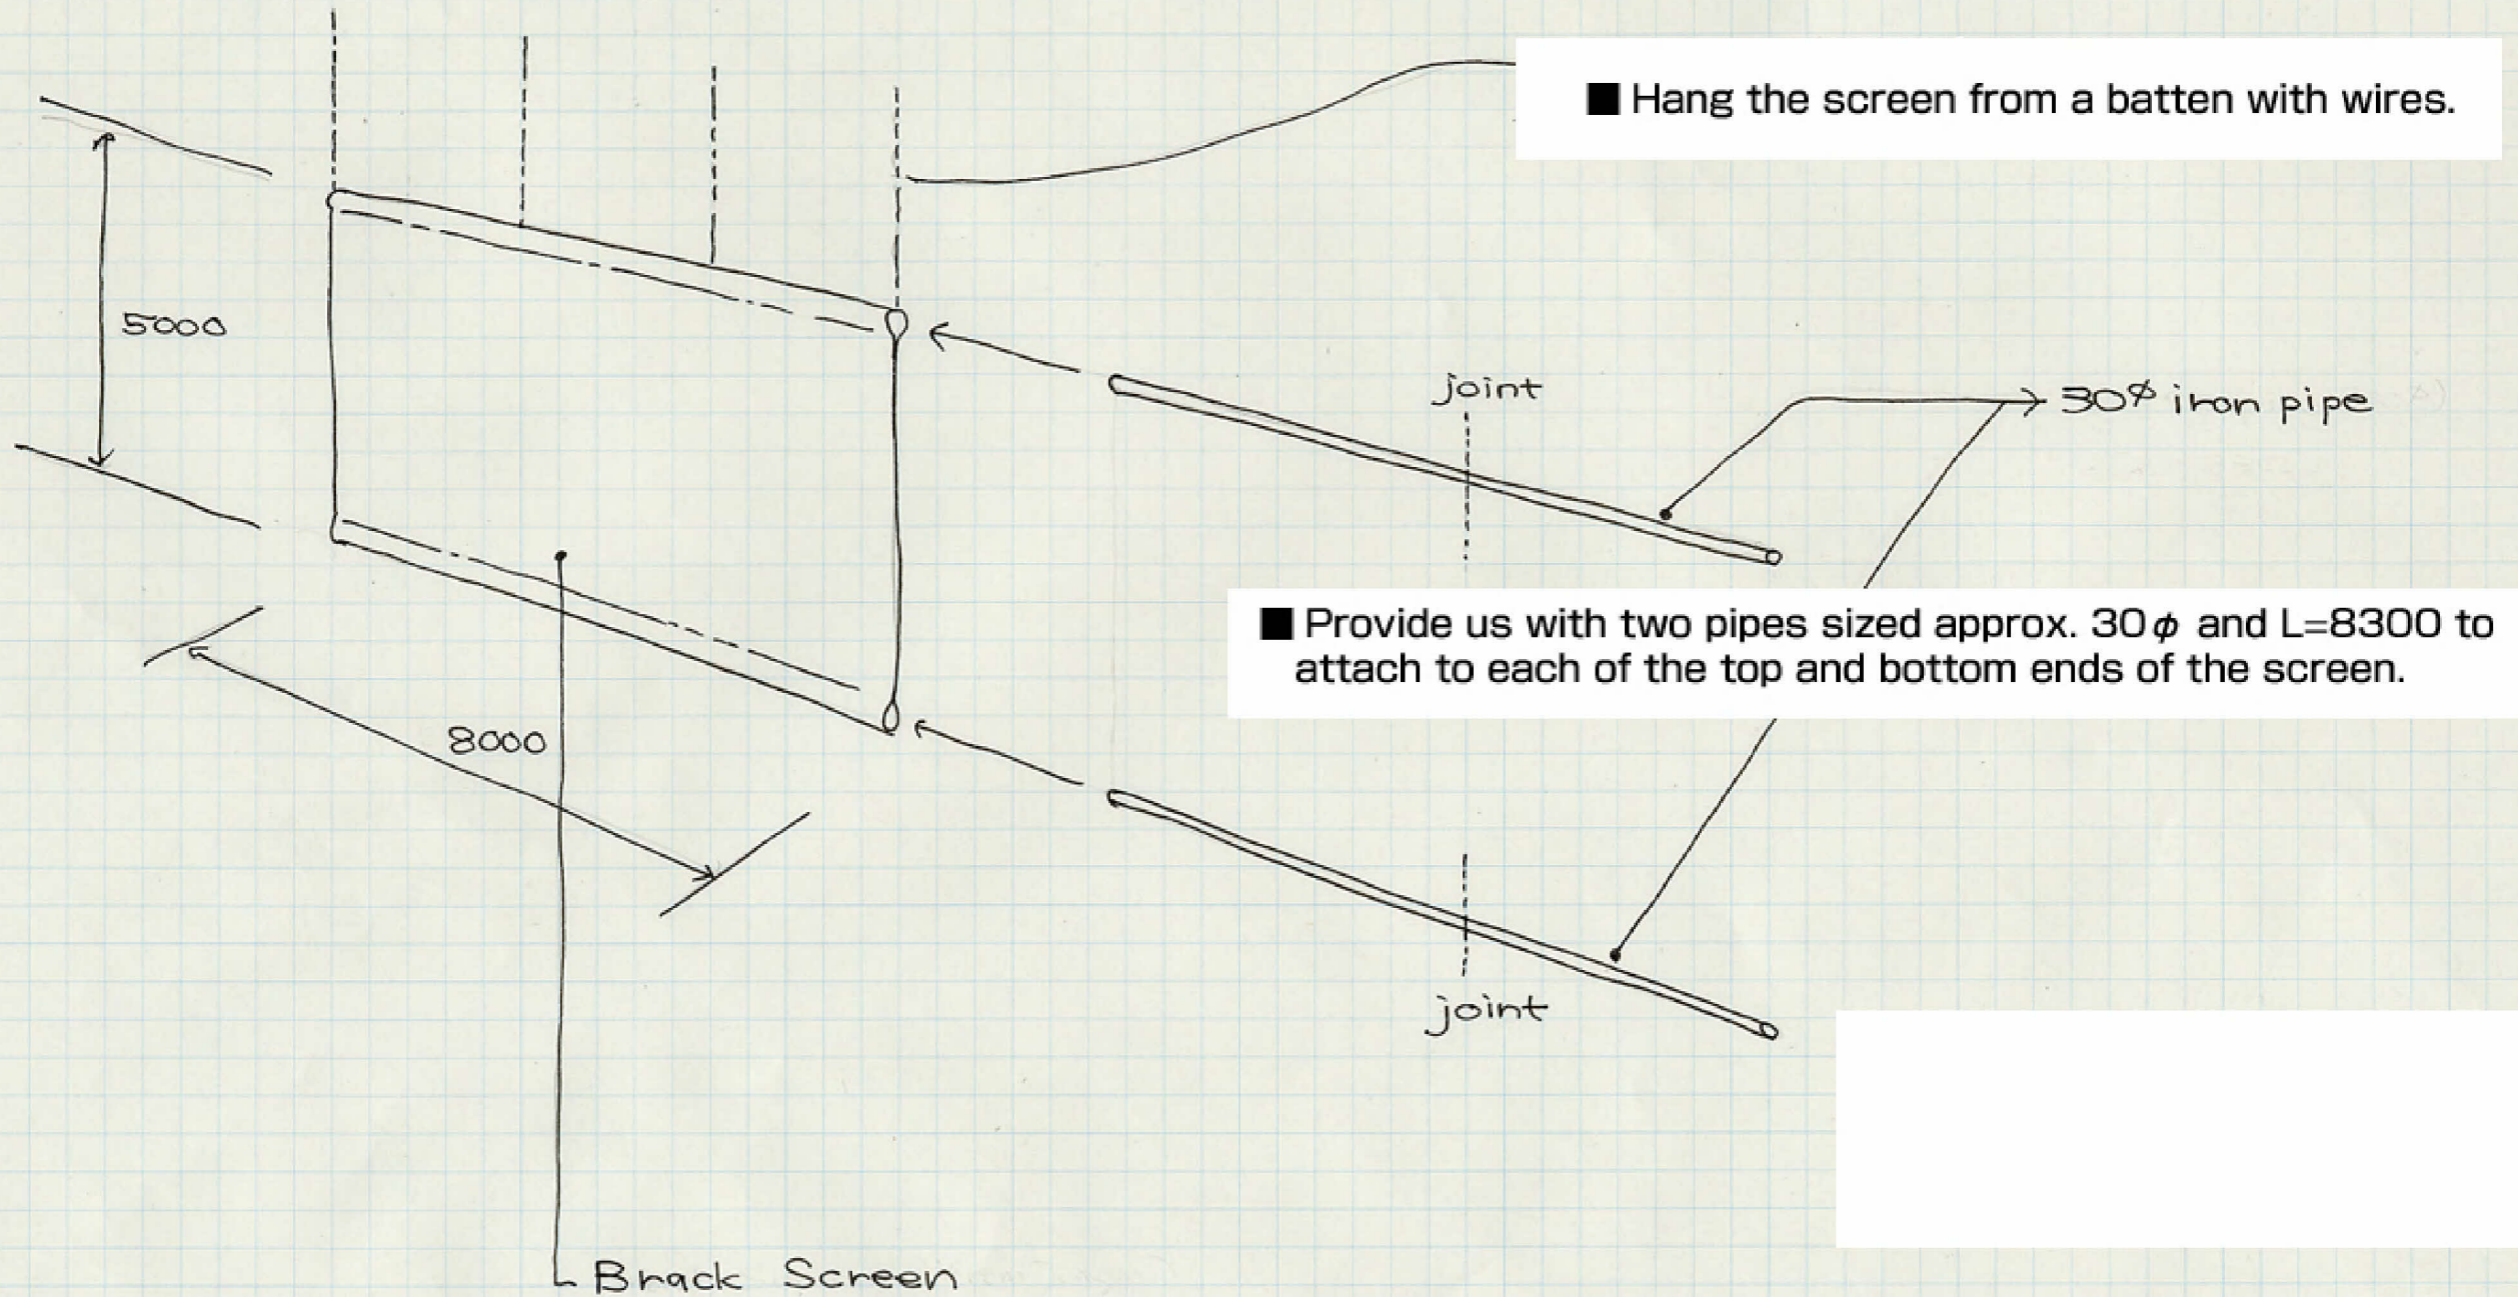 ■ Hang the screen from a batten with wires.
5000
joint
30φ iron pipe
■ Provide us with two pipes sized approx. 30φ and L=8300 to
attach to each of the top and bottom ends of the screen.
8000
joint
Brack Screen